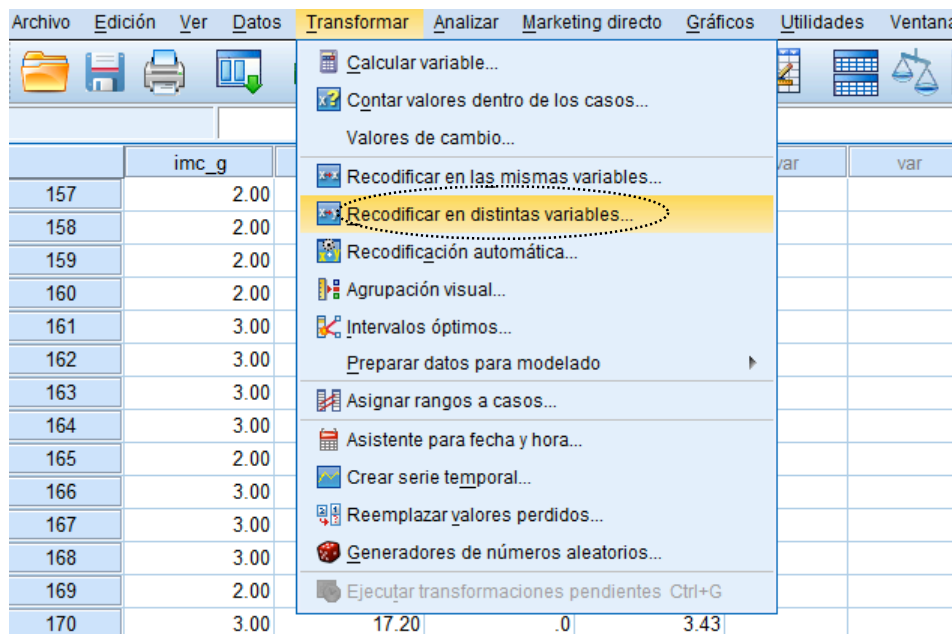 Archivo Edición Ver Datos Transformar Analizar Marketing directo Gráficos Utilidades Ventana
Calcular variable...
Contar valores dentro de los casos...
Valores de cambio...
imc_g var var
Recodificar en las mismas variables...
157 2.00
Recodificar en distintas variables...
158 2.00
Recodificación automática...
159 2.00
Agrupación visual...
160 2.00
Intervalos óptimos...
161 3.00
Preparar datos para modelado
162 3.00
163 3.00
Asignar rangos a casos...
164 3.00
Asistente para fecha y hora...
165 2.00
Crear serie temporal...
166 3.00
Reemplazar valores perdidos...
167 3.00
Generadores de números aleatorios...
168 3.00
169 2.00
Ejecutar transformaciones pendientes Ctrl+G
170 3.00 17.20 .0 3.43